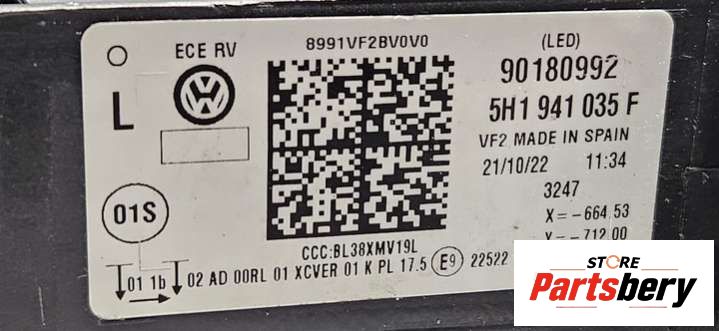 ECE RV
8991VF2BV0V0
(LED)
L
90180992
5H1 941 035 F
VF2 MADE IN SPAIN
21/10/22 11:34
3247
01S
X=-664.53
Y=-712.00
CCC:BL38XMV19L
01 1b 02 AD 00RL 01 XCVER 01 K PL 17.5 E9 22522
STORE
Partsbery